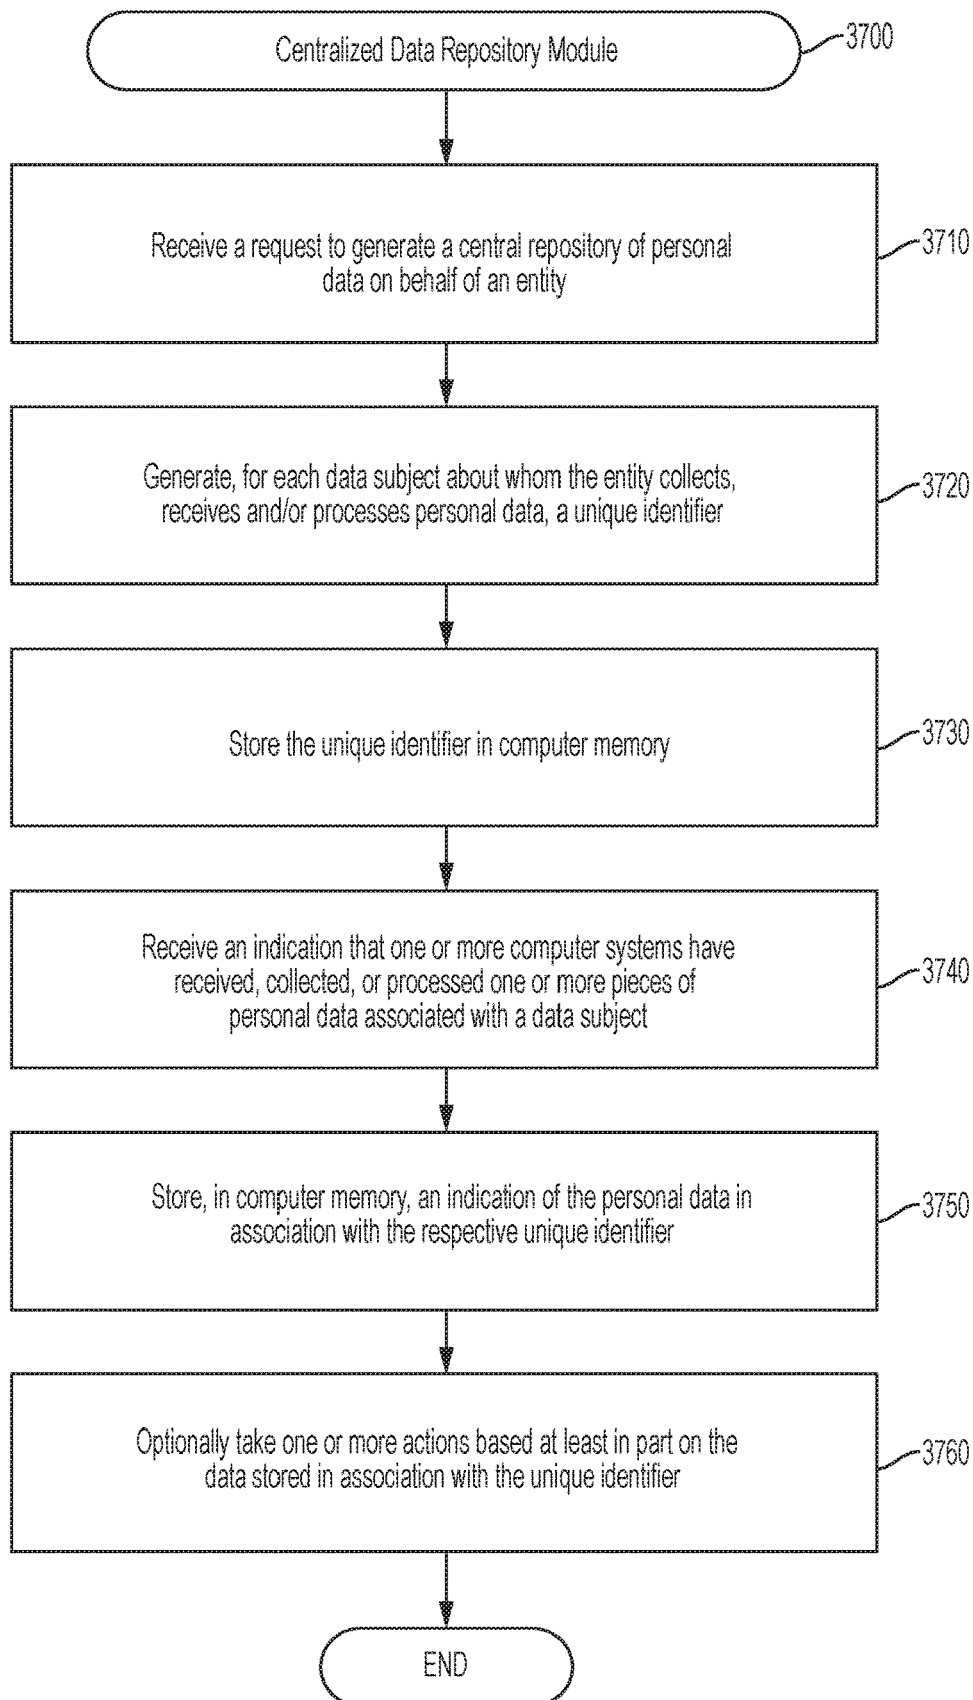 Centralized Data Repository Module
3700
Receive a request to generate a central repository of personal
data on behalf of an entity
3710
Generate, for each data subject about whom the entity collects,
receives and/or processes personal data, a unique identifier
3720
Store the unique identifier in computer memory
3730
Receive an indication that one or more computer systems have
received, collected, or processed one or more pieces of
personal data associated with a data subject
3740
Store, in computer memory, an indication of the personal data in
association with the respective unique identifier
3750
Optionally take one or more actions based at least in part on the
data stored in association with the unique identifier
3760
END